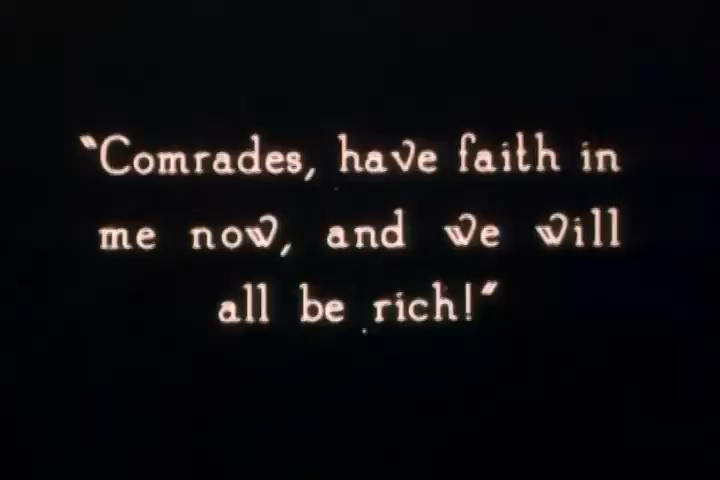 "Comrades, have faith in
me now, and we will
all be rich!"